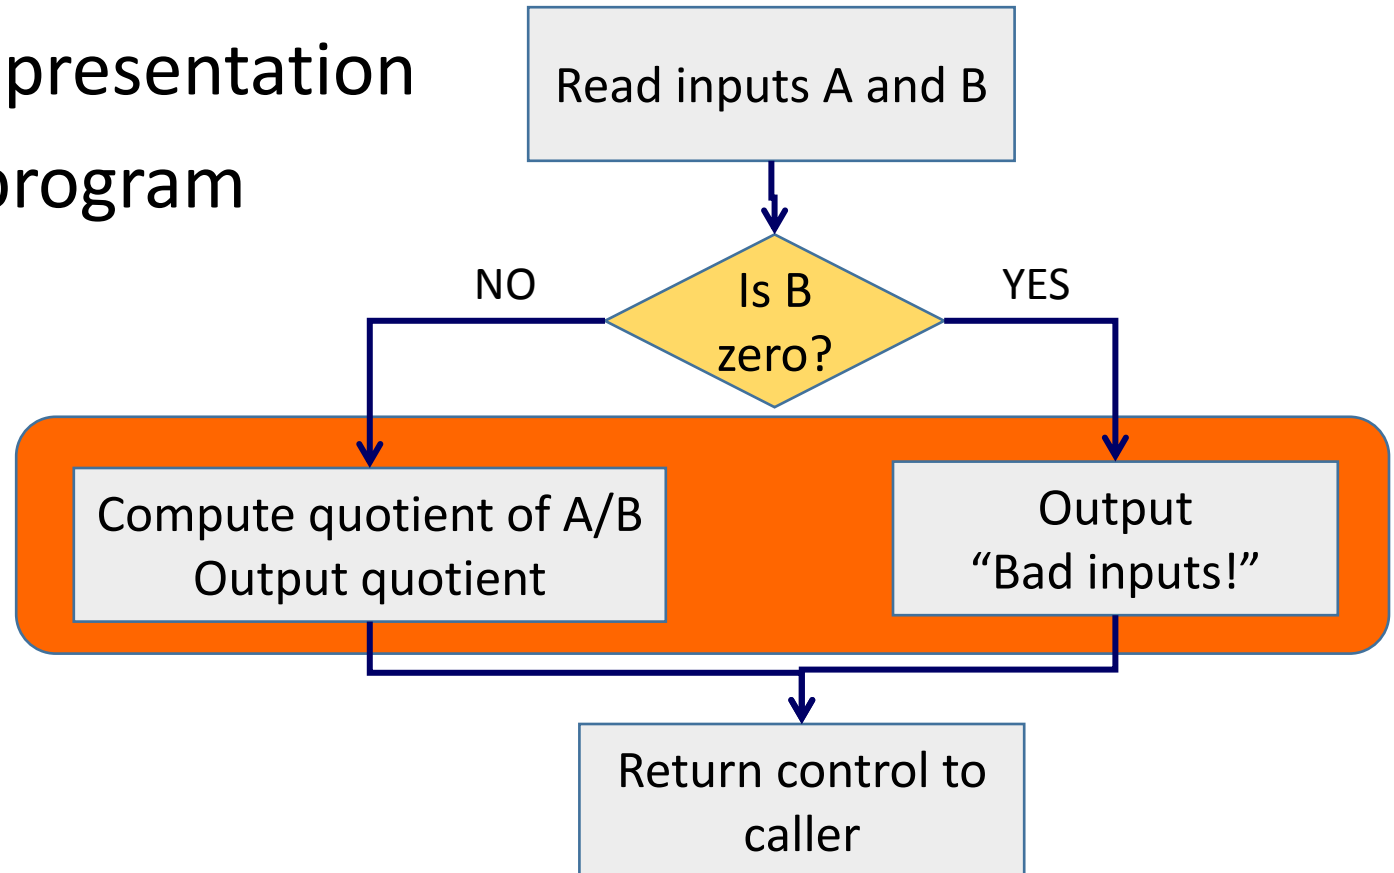 presentation
program
Read inputs A and B
NO
Is B
zero?
YES
Compute quotient of A/B
Output quotient
Output
“Bad inputs!”
Return control to
caller